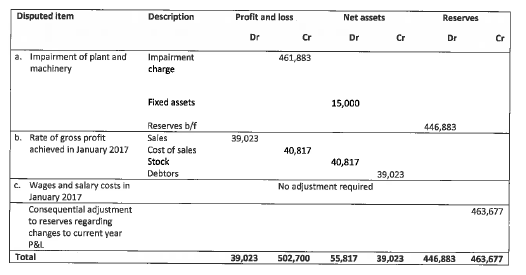 Disputed item Description Profit and loss Net assets Reserves
Dr Cr Dr Cr Dr Cr
a. Impairment of plant and Impairment 461,883
machinery charge
Fixed assets 15,000
Reserves b/f 446,883
b. Rate of gross profit Sales 39,023
achieved in January 2017 Cost of sales 40,817
Stock 40,817
Debtors 39,023
c. Wages and salary costs in No adjustment required
January 2017
Consequential adjustment 463,677
to reserves regarding
changes to current year
P&L
Total 39,023 502,700 55,817 39,023 446,883 463,677